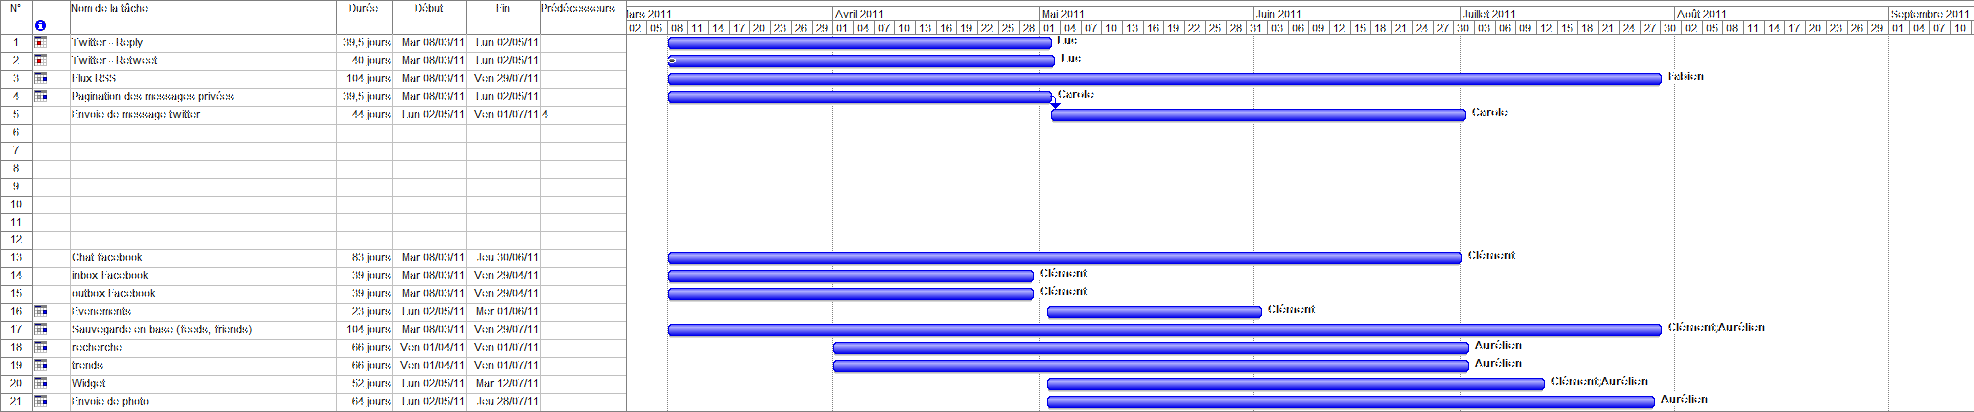 N° Nom de la tâche Durée Début Fin Prédécesseurs Mars 2011 Avril 2011 Mai 2011 Juin 2011 Juillet 2011 Août 2011 Septembre 2011
02 05 08 11 14 17 20 23 26 29 01 04 07 10 13 16 19 22 25 28 01 04 07 10 13 16 19 22 25 28 31 03 06 09 12 15 18 21 24 27 30 03 06 09 12 15 18 21 24 27 30 02 05 08 11 14 17 20 23 26 29 01 04 07 10
1 Twitter - Reply 39,5 jours Mar 08/03/11 Lun 02/05/11 Luc
2 Twitter - Retweet 40 jours Mar 08/03/11 Lun 02/05/11 Luc
3 Flux RSS 104 jours Mar 08/03/11 Ven 29/07/11 Fabien
4 Pagination des messages privées 39,5 jours Mar 08/03/11 Lun 02/05/11 Carole
5 Envoie de message twitter 44 jours Lun 02/05/11 Ven 01/07/11 4 Carole
6
7
8
9
10
11
12
13 Chat facebook 83 jours Mar 08/03/11 Jeu 30/06/11 Clément
14 inbox Facebook 39 jours Mar 08/03/11 Ven 29/04/11 Clément
15 outbox Facebook 39 jours Mar 08/03/11 Ven 29/04/11 Clément
16 Evenements 23 jours Lun 02/05/11 Mer 01/06/11 Clément
17 Sauvegarde en base (feeds, friends) 104 jours Mar 08/03/11 Ven 29/07/11 Clément;Aurélien
18 recherche 66 jours Ven 01/04/11 Ven 01/07/11 Aurélien
19 trends 66 jours Ven 01/04/11 Ven 01/07/11 Aurélien
20 Widget 52 jours Lun 02/05/11 Mar 12/07/11 Clément;Aurélien
21 Envoie de photo 64 jours Lun 02/05/11 Jeu 28/07/11 Aurélien